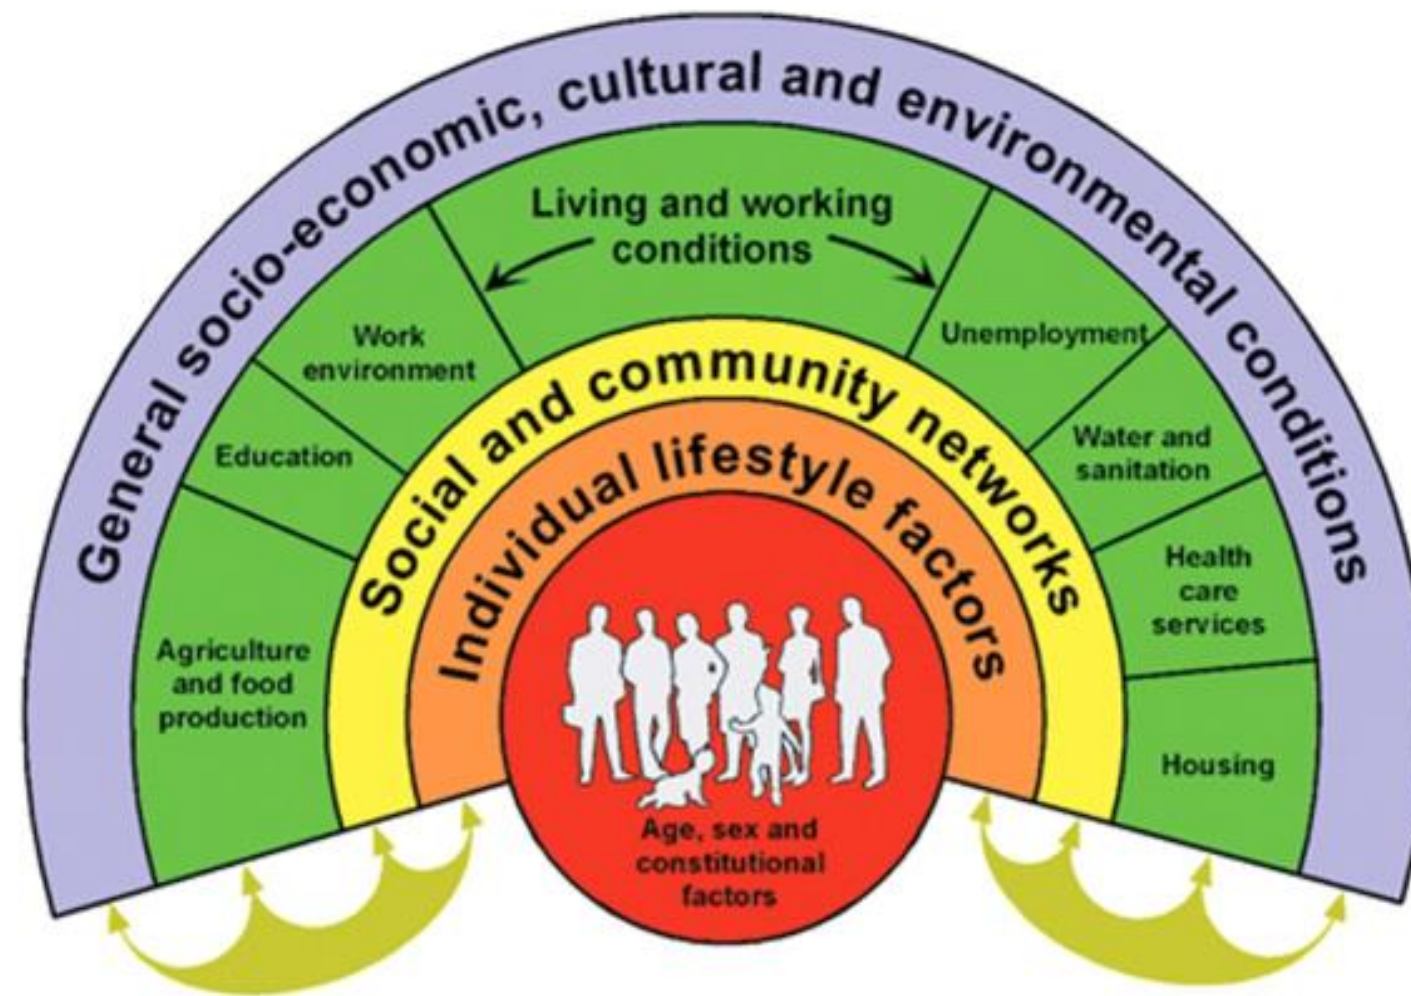 General socio-economic, cultural and environmental conditions
Living and working
conditions
Work
environment
Education
Agriculture
and food
production
Unemployment
Water and
sanitation
Health
care
services
Housing
Social and community networks
Individual lifestyle factors
Age, sex and
constitutional
factors